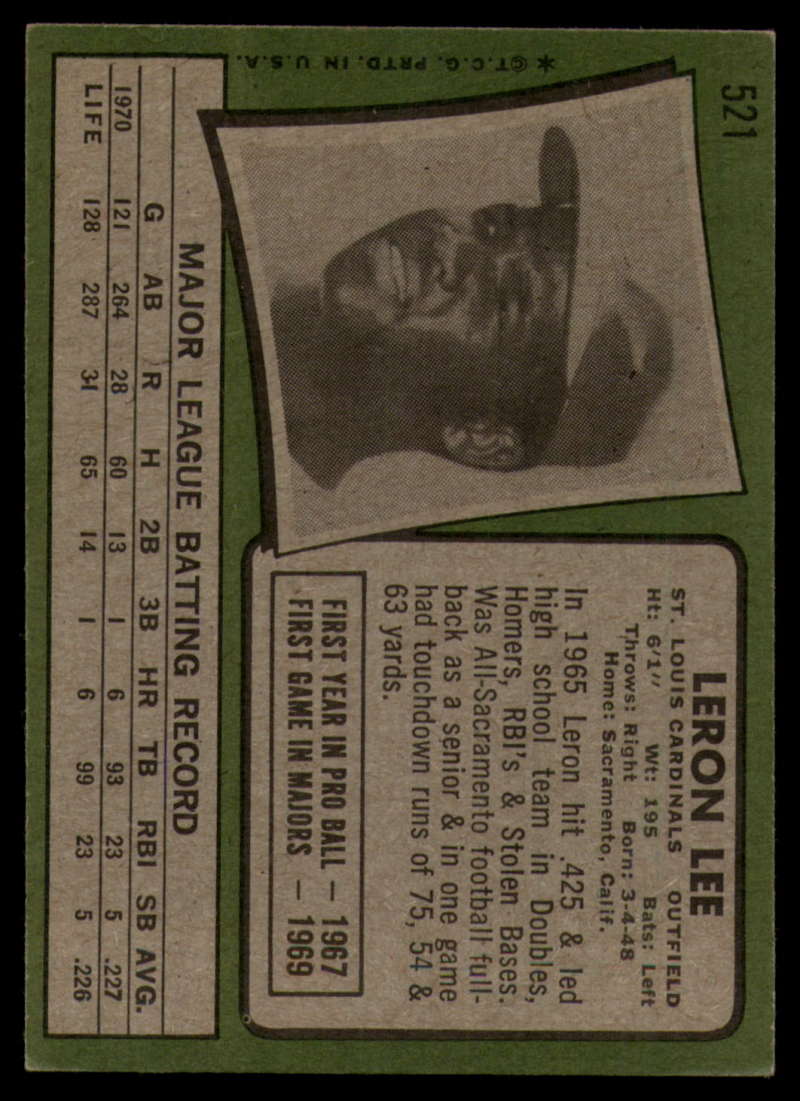 521
LERON LEE
ST. LOUIS CARDINALS OUTFIELD
Ht: 6'1" Wt: 195 Bats: Left
Throws: Right Born: 3-4-48
Home: Sacramento, Calif.
In 1965 Leron hit .425 & led
high school team in Doubles,
Homers, RBI's & Stolen Bases.
Was All-Sacramento football full-
back as a senior & in one game
had touchdown runs of 75, 54 &
63 yards.
FIRST YEAR IN PRO BALL — 1967
FIRST GAME IN MAJORS — 1969
MAJOR LEAGUE BATTING RECORD
G AB R H 2B 3B HR TB RBI SB AVG.
1970 121 264 28 60 13 1 6 93 23 5 .227
LIFE 128 287 31 65 14 1 6 99 23 5 .226
*©T.C.G. PRTD. IN U.S.A.